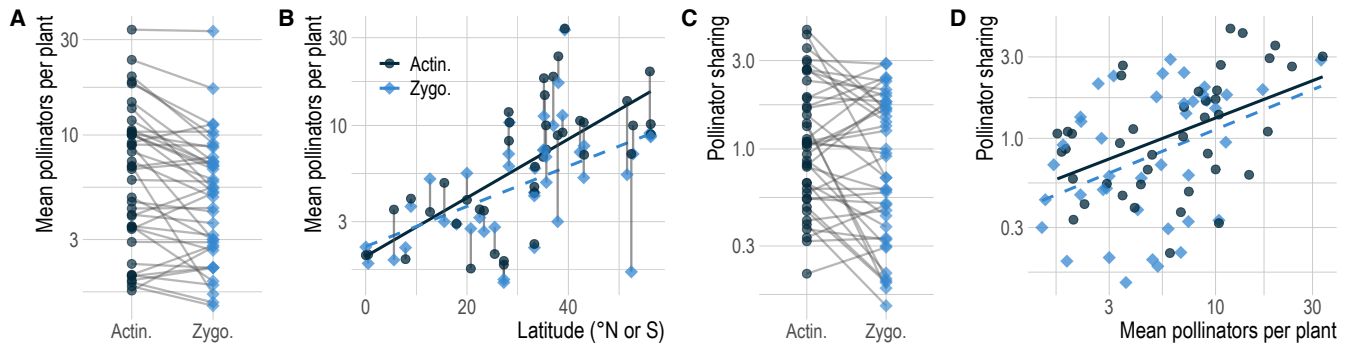 A
Mean pollinators per plant
30
10
3
Actin.
Zygo.
B
Mean pollinators per plant
30
10
3
Actin.
Zygo.
0
20
40
Latitude (°N or S)
C
Pollinator sharing
3.0
1.0
0.3
Actin.
Zygo.
D
Pollinator sharing
3.0
1.0
0.3
3
10
30
Mean pollinators per plant